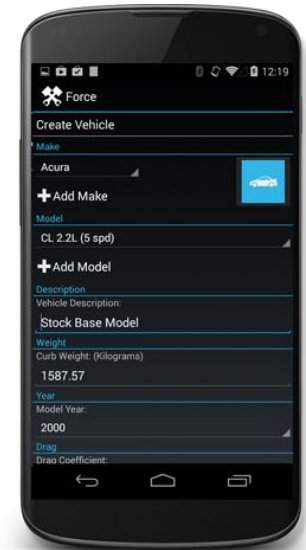 12:19
Force
Create Vehicle
Make
Acura
+Add Make
Model
CL 2.2L (5 spd)
+Add Model
Description
Vehicle Description:
Stock Base Model
Weight
Curb Weight: (Kilograms)
1587.57
Year
Model Year:
2000
Drag
Drag Coefficient: